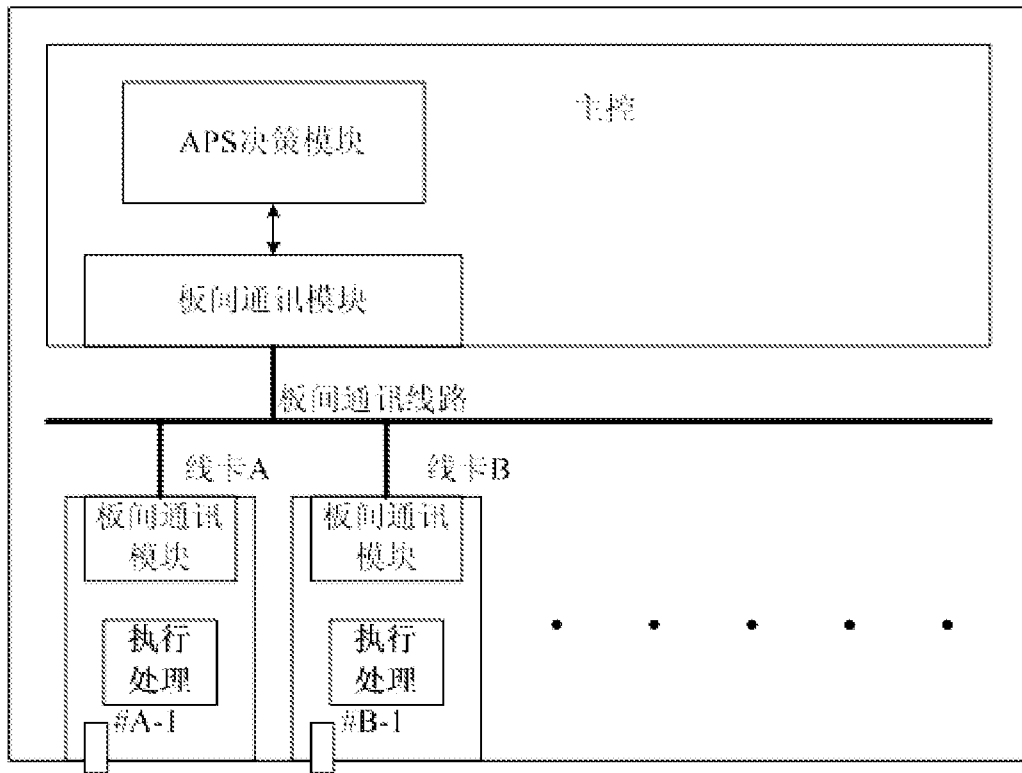 主控
APS决策模块
板间通讯模块
板间通讯线路
线卡A
线卡B
板间通讯
模块
板间通讯
模块
执行
处理
执行
处理
#A-1
#B-1